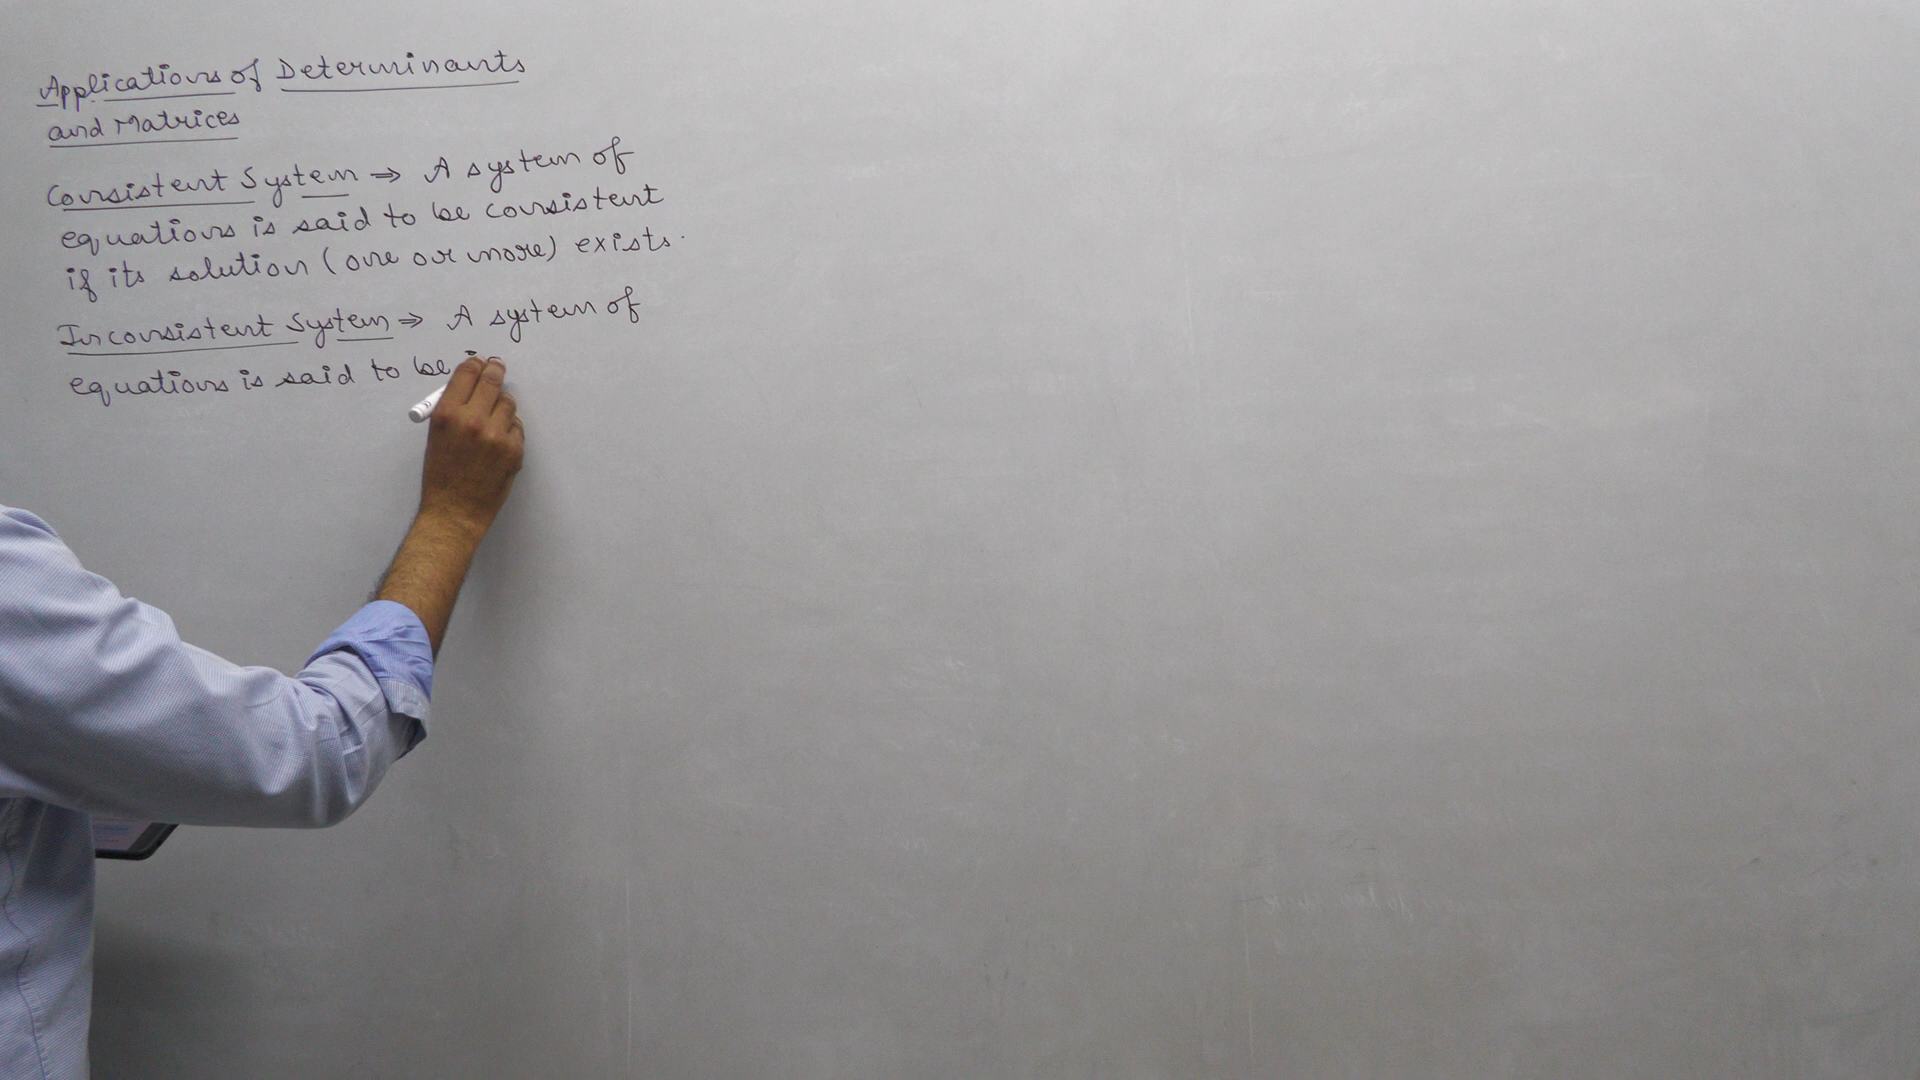 Applications of Determinants
and Matrices
Consistent System ⇒ A system of
equations is said to be consistent
if its solution (one or more) exists.
Inconsistent System ⇒ A system of
equations is said to be